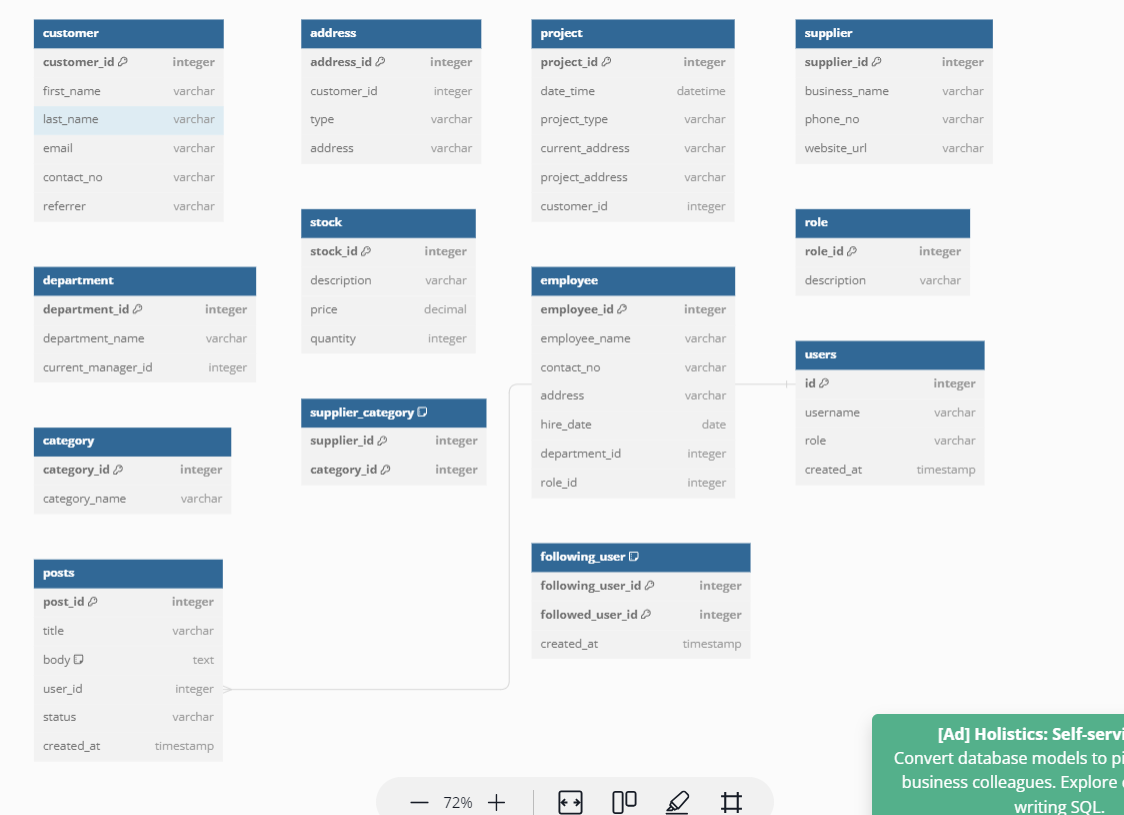 customer
customer_id integer
first_name varchar
last_name varchar
email varchar
contact_no varchar
referrer varchar
address
address_id integer
customer_id integer
type varchar
address varchar
project
project_id integer
date_time datetime
project_type varchar
current_address varchar
project_address varchar
customer_id integer
supplier
supplier_id integer
business_name varchar
phone_no varchar
website_url varchar
stock
stock_id integer
description varchar
price decimal
quantity integer
role
role_id integer
description varchar
department
department_id integer
department_name varchar
current_manager_id integer
employee
employee_id integer
employee_name varchar
contact_no varchar
address varchar
hire_date date
department_id integer
role_id integer
users
id integer
username varchar
role varchar
created_at timestamp
supplier_category
supplier_id integer
category_id integer
category
category_id integer
category_name varchar
following_user
following_user_id integer
followed_user_id integer
created_at timestamp
posts
post_id integer
title varchar
body text
user_id integer
status varchar
created_at timestamp
72%
[Ad] Holistics: Self-servi
Convert database models to pi
business colleagues. Explore
writing SQL.